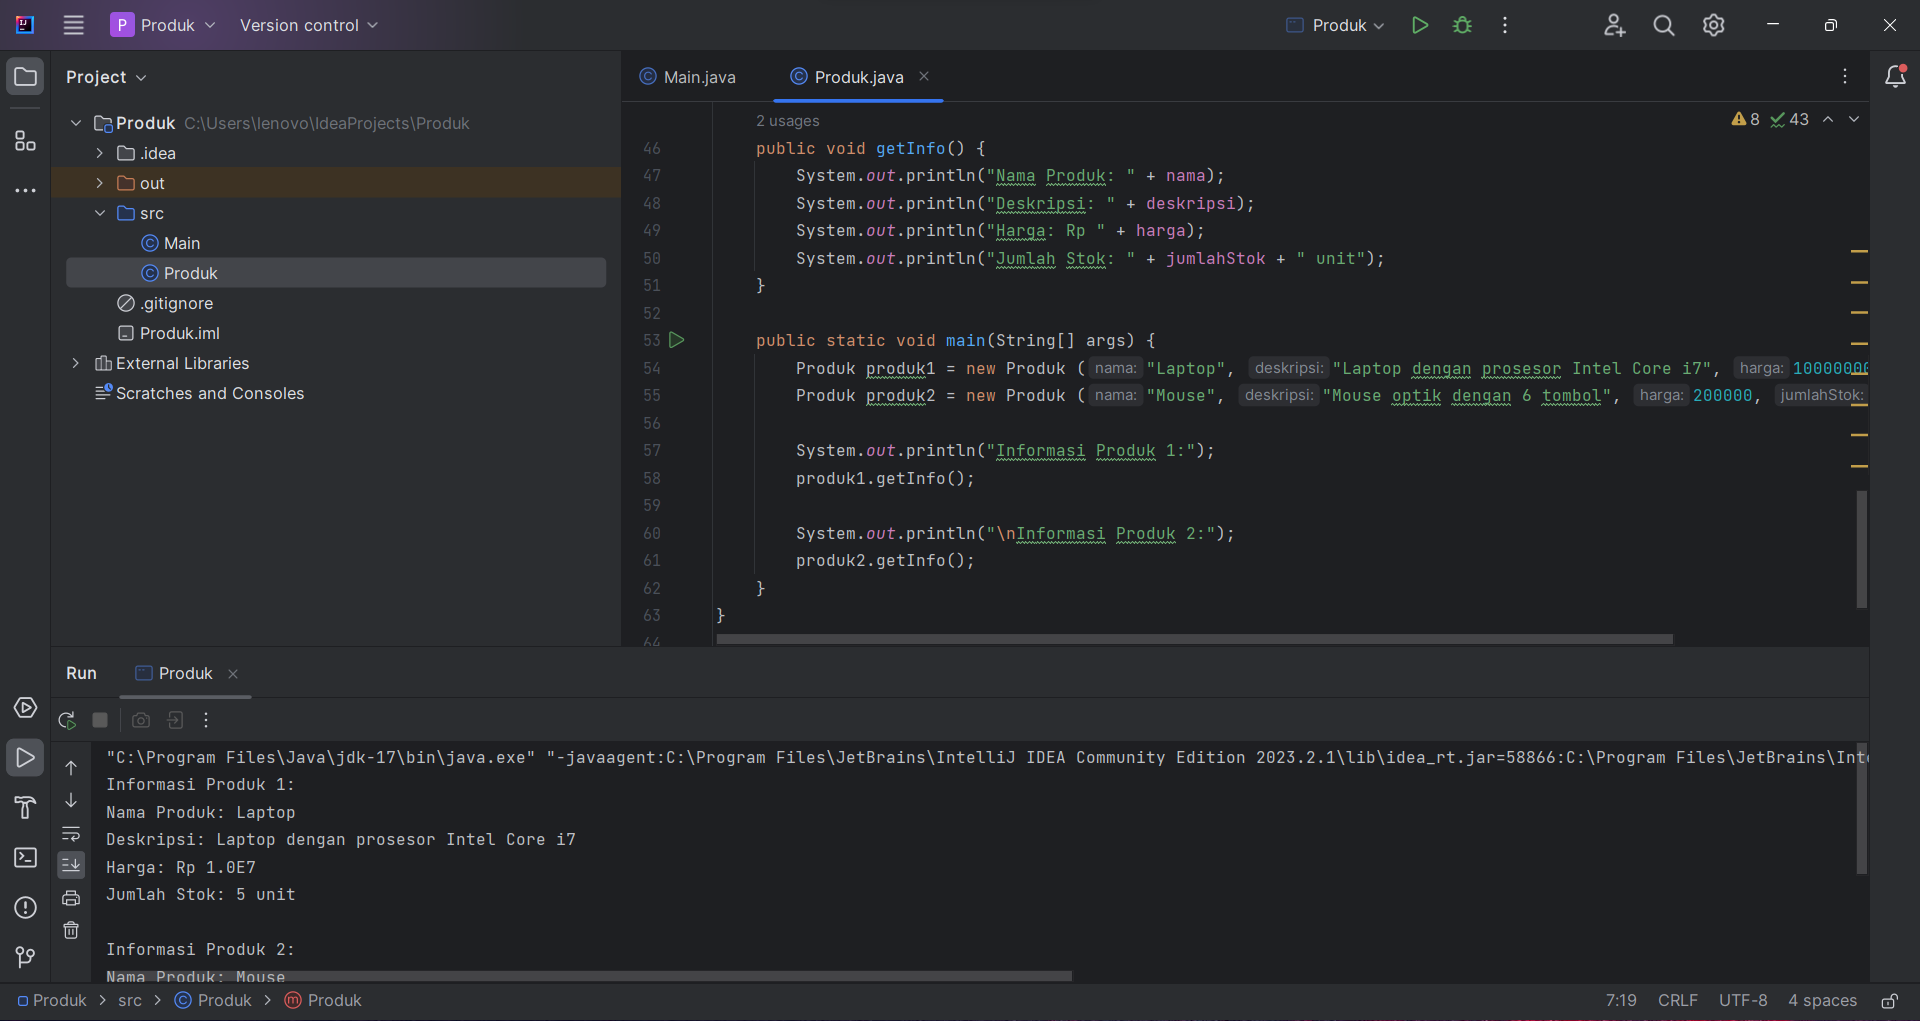 P Produk Version control Produk
Project
Main.java Produk.java
Produk C:\Users\lenovo\IdeaProjects\Produk
.idea
out
src
Main
Produk
.gitignore
Produk.iml
External Libraries
Scratches and Consoles
2 usages 8 43
46 public void getInfo() {
47 System.out.println("Nama Produk: " + nama);
48 System.out.println("Deskripsi: " + deskripsi);
49 System.out.println("Harga: Rp " + harga);
50 System.out.println("Jumlah Stok: " + jumlahStok + " unit");
51 }
52
53 public static void main(String[] args) {
54 Produk produk1 = new Produk ( nama: "Laptop", deskripsi: "Laptop dengan prosesor Intel Core i7", harga: 10000000
55 Produk produk2 = new Produk ( nama: "Mouse", deskripsi: "Mouse optik dengan 6 tombol", harga: 200000, jumlahStok:
56
57 System.out.println("Informasi Produk 1:");
58 produk1.getInfo();
59
60 System.out.println("\nInformasi Produk 2:");
61 produk2.getInfo();
62 }
63 }
64
Run Produk
"C:\Program Files\Java\jdk-17\bin\java.exe" "-javaagent:C:\Program Files\JetBrains\IntelliJ IDEA Community Edition 2023.2.1\lib\idea_rt.jar=58866:C:\Program Files\JetBrains\Int
Informasi Produk 1:
Nama Produk: Laptop
Deskripsi: Laptop dengan prosesor Intel Core i7
Harga: Rp 1.0E7
Jumlah Stok: 5 unit
Informasi Produk 2:
Nama Produk: Mouse
Produk > src > Produk > Produk 7:19 CRLF UTF-8 4 spaces